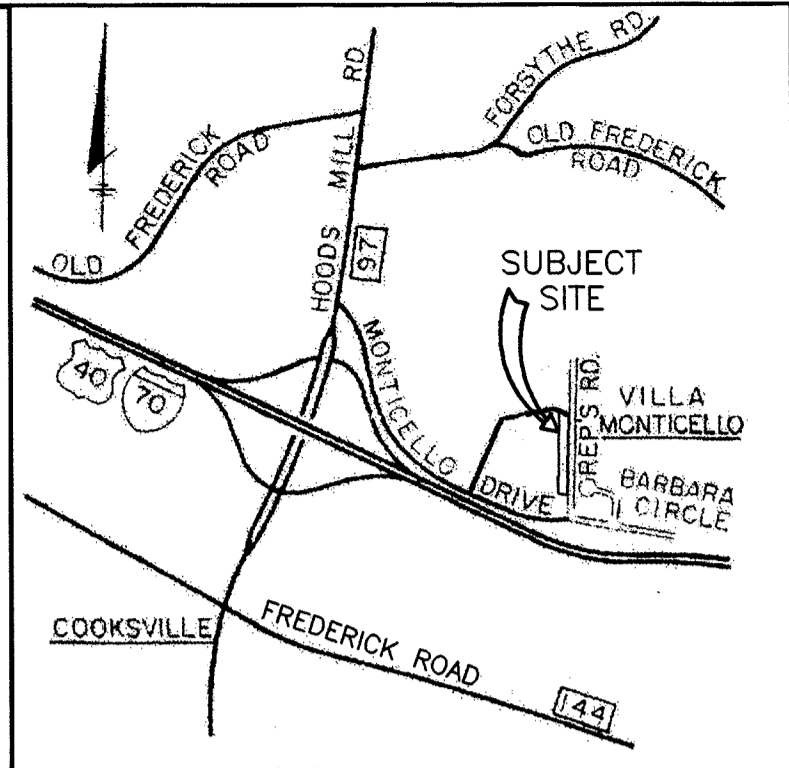 FORSYTHE RD.
RD.
OLD FREDERICK
ROAD
MILL
FREDERICK
ROAD
OLD
HOODS
97
SUBJECT
SITE
MONTICELLO
40
70
REP'S RD.
VILLA
MONTICELLO
DRIVE
BARBARA
CIRCLE
COOKSVILLE
FREDERICK ROAD
144